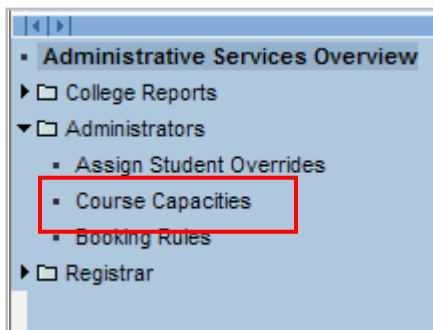 Administrative Services Overview
College Reports
Administrators
Assign Student Overrides
Course Capacities
Booking Rules
Registrar